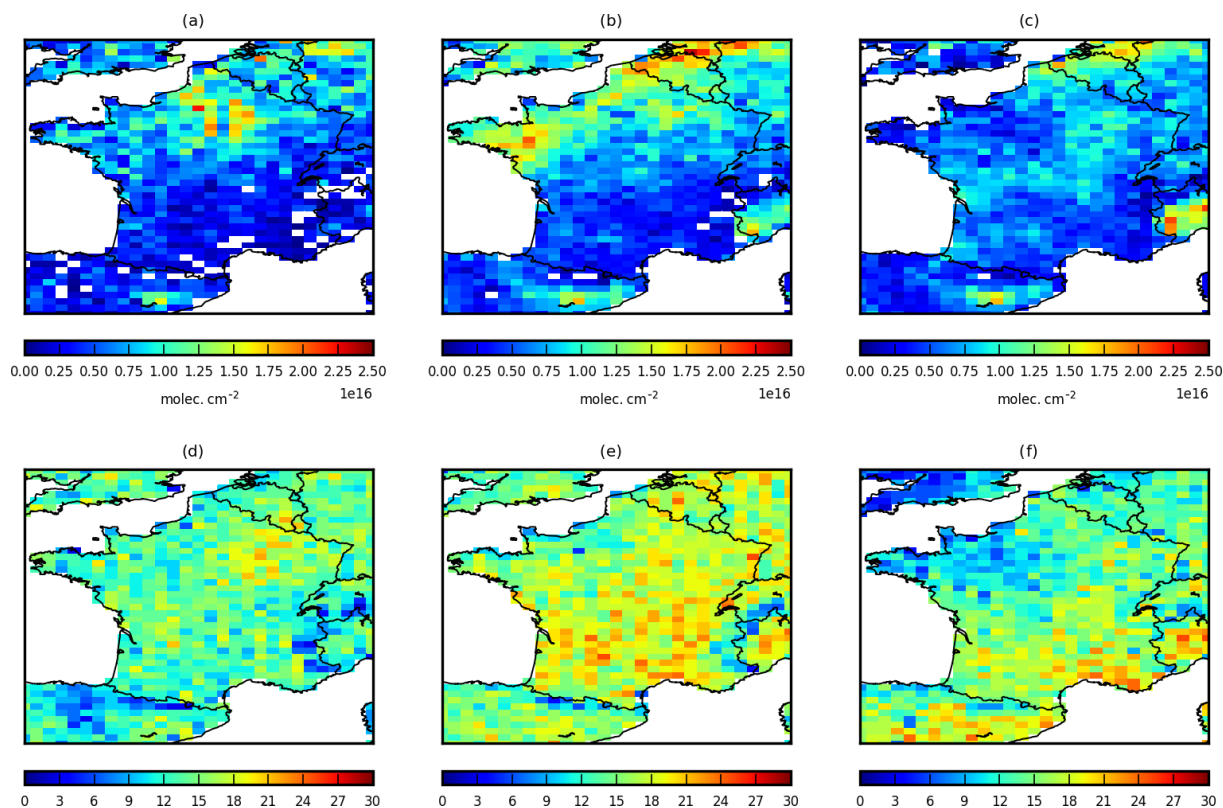 (a) (b) (c)
0.00 0.25 0.50 0.75 1.00 1.25 1.50 1.75 2.00 2.25 2.50 0.00 0.25 0.50 0.75 1.00 1.25 1.50 1.75 2.00 2.25 2.50 0.00 0.25 0.50 0.75 1.00 1.25 1.50 1.75 2.00 2.25 2.50
molec. cm⁻² 1e16 molec. cm⁻² 1e16 molec. cm⁻² 1e16
(d) (e) (f)
0 3 6 9 12 15 18 21 24 27 30 0 3 6 9 12 15 18 21 24 27 30 0 3 6 9 12 15 18 21 24 27 30